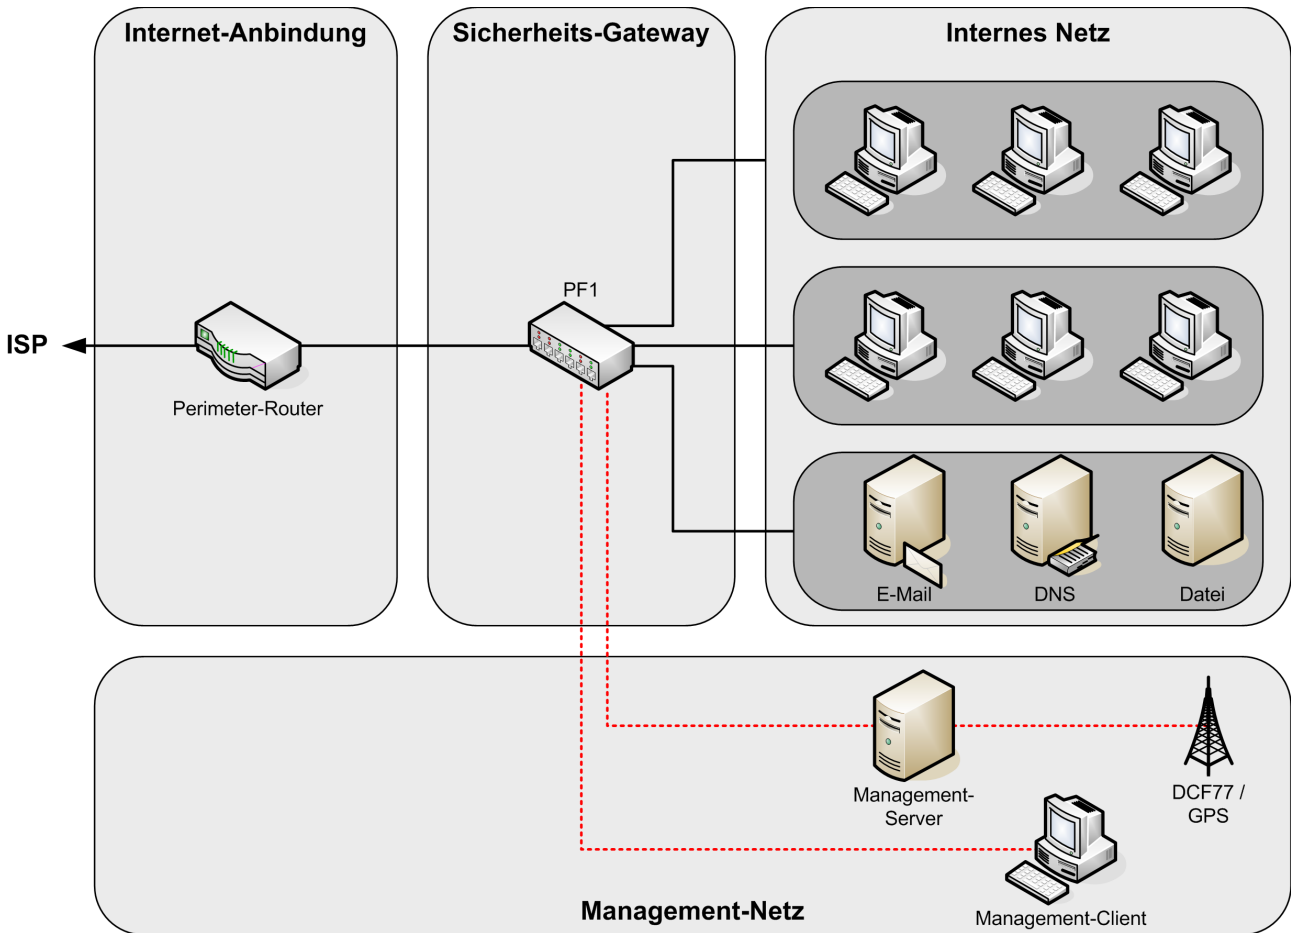 Internet-Anbindung
Sicherheits-Gateway
Internes Netz
PF1
ISP
Perimeter-Router
E-Mail
DNS
Datei
Management-
Server
DCF77 /
GPS
Management-Client
Management-Netz